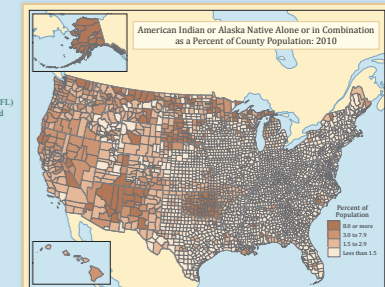 American Indian or Alaska Native Alone or in Combination
as a Percent of County Population: 2010
FL)
d
Percent of
Population
8.0 or more
3.0 to 7.9
1.5 to 2.9
Less than 1.5